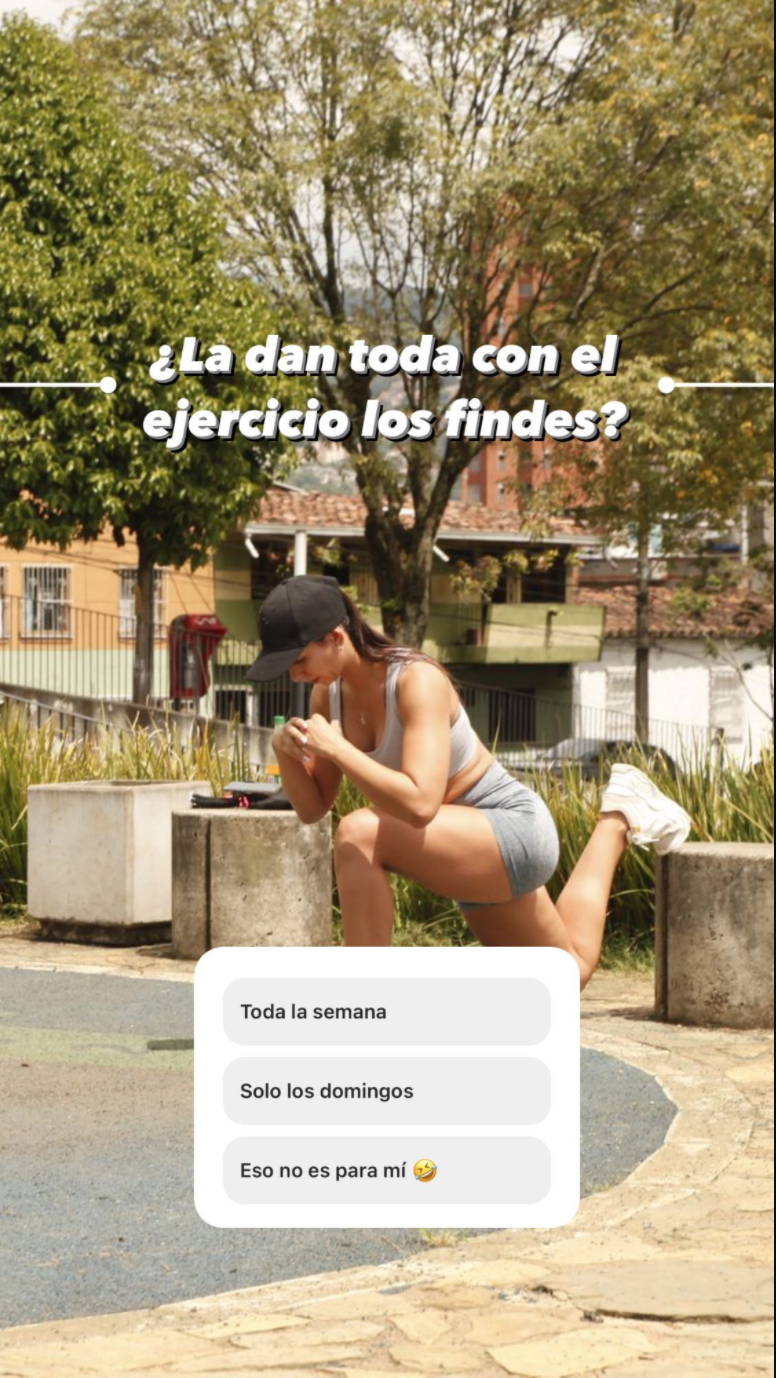 ¿La dan toda con el
ejercicio los findes?
Toda la semana
Solo los domingos
Eso no es para mí 🤣